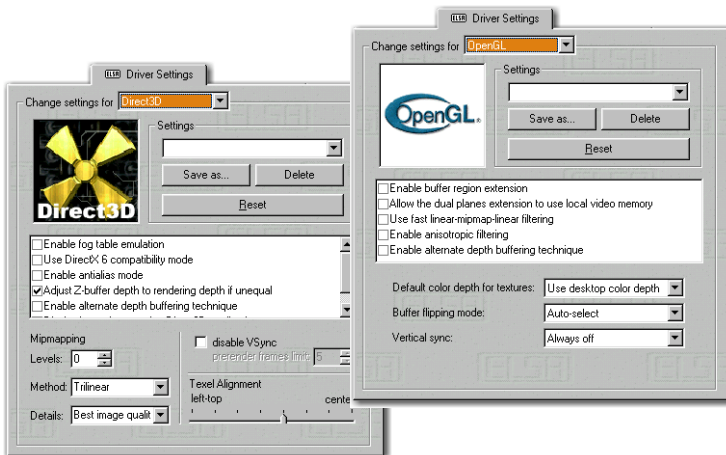 Driver Settings
Change settings for Direct3D
Direct3D
Settings
Save as... Delete
Reset
Enable fog table emulation
Use DirectX 6 compatibility mode
Enable antialias mode
Adjust Z-buffer depth to rendering depth if unequal
Enable alternate depth buffering technique
Mipmapping
Levels: 0
Method: Trilinear
Details: Best image qualit
disable VSync
prerender frames limit: 5
Texel Alignment
left-top cente
ELSA Driver Settings
Change settings for OpenGL
OpenGL.
Settings
Save as... Delete
Reset
Enable buffer region extension
Allow the dual planes extension to use local video memory
Use fast linear-mipmap-linear filtering
Enable anisotropic filtering
Enable alternate depth buffering technique
Default color depth for textures: Use desktop color depth
Buffer flipping mode: Auto-select
Vertical sync: Always off